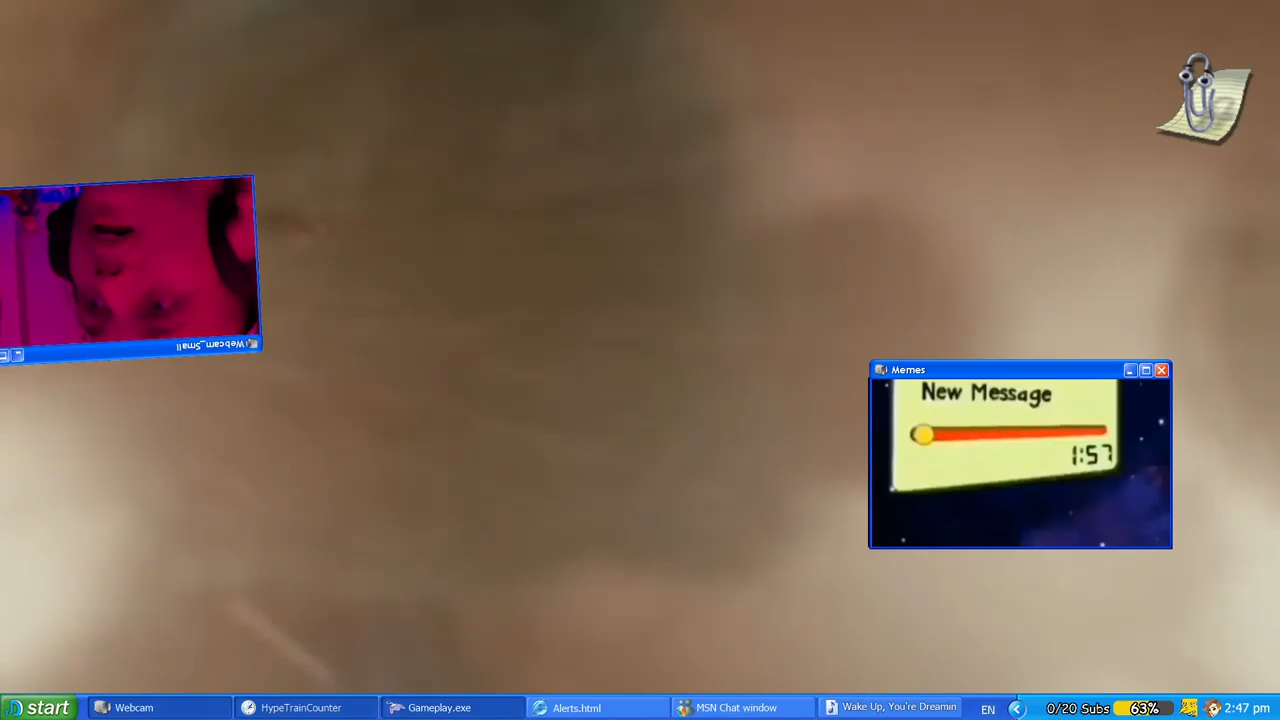 Webcam_Small
Memes
New Message
1:57
start
Webcam
HypeTrainCounter
Gameplay.exe
Alerts.html
MSN Chat window
Wake Up, You're Dreamin
EN
0/20 Subs
63%
2:47 pm